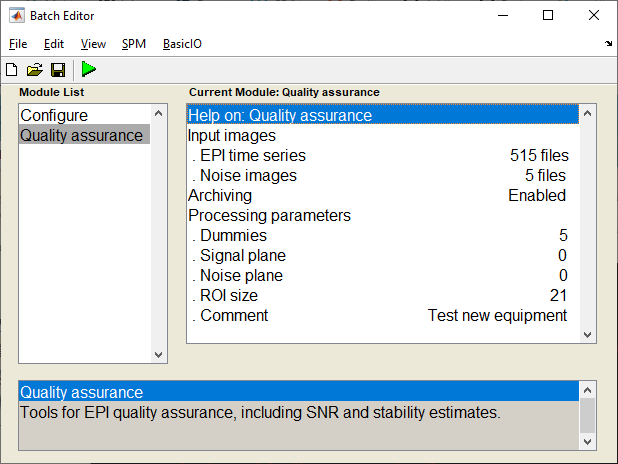 Batch Editor
File Edit View SPM BasicIO
Module List
Current Module: Quality assurance
Configure
Quality assurance
Help on: Quality assurance
Input images
. EPI time series 515 files
. Noise images 5 files
Archiving Enabled
Processing parameters
. Dummies 5
. Signal plane 0
. Noise plane 0
. ROI size 21
. Comment Test new equipment
Quality assurance
Tools for EPI quality assurance, including SNR and stability estimates.